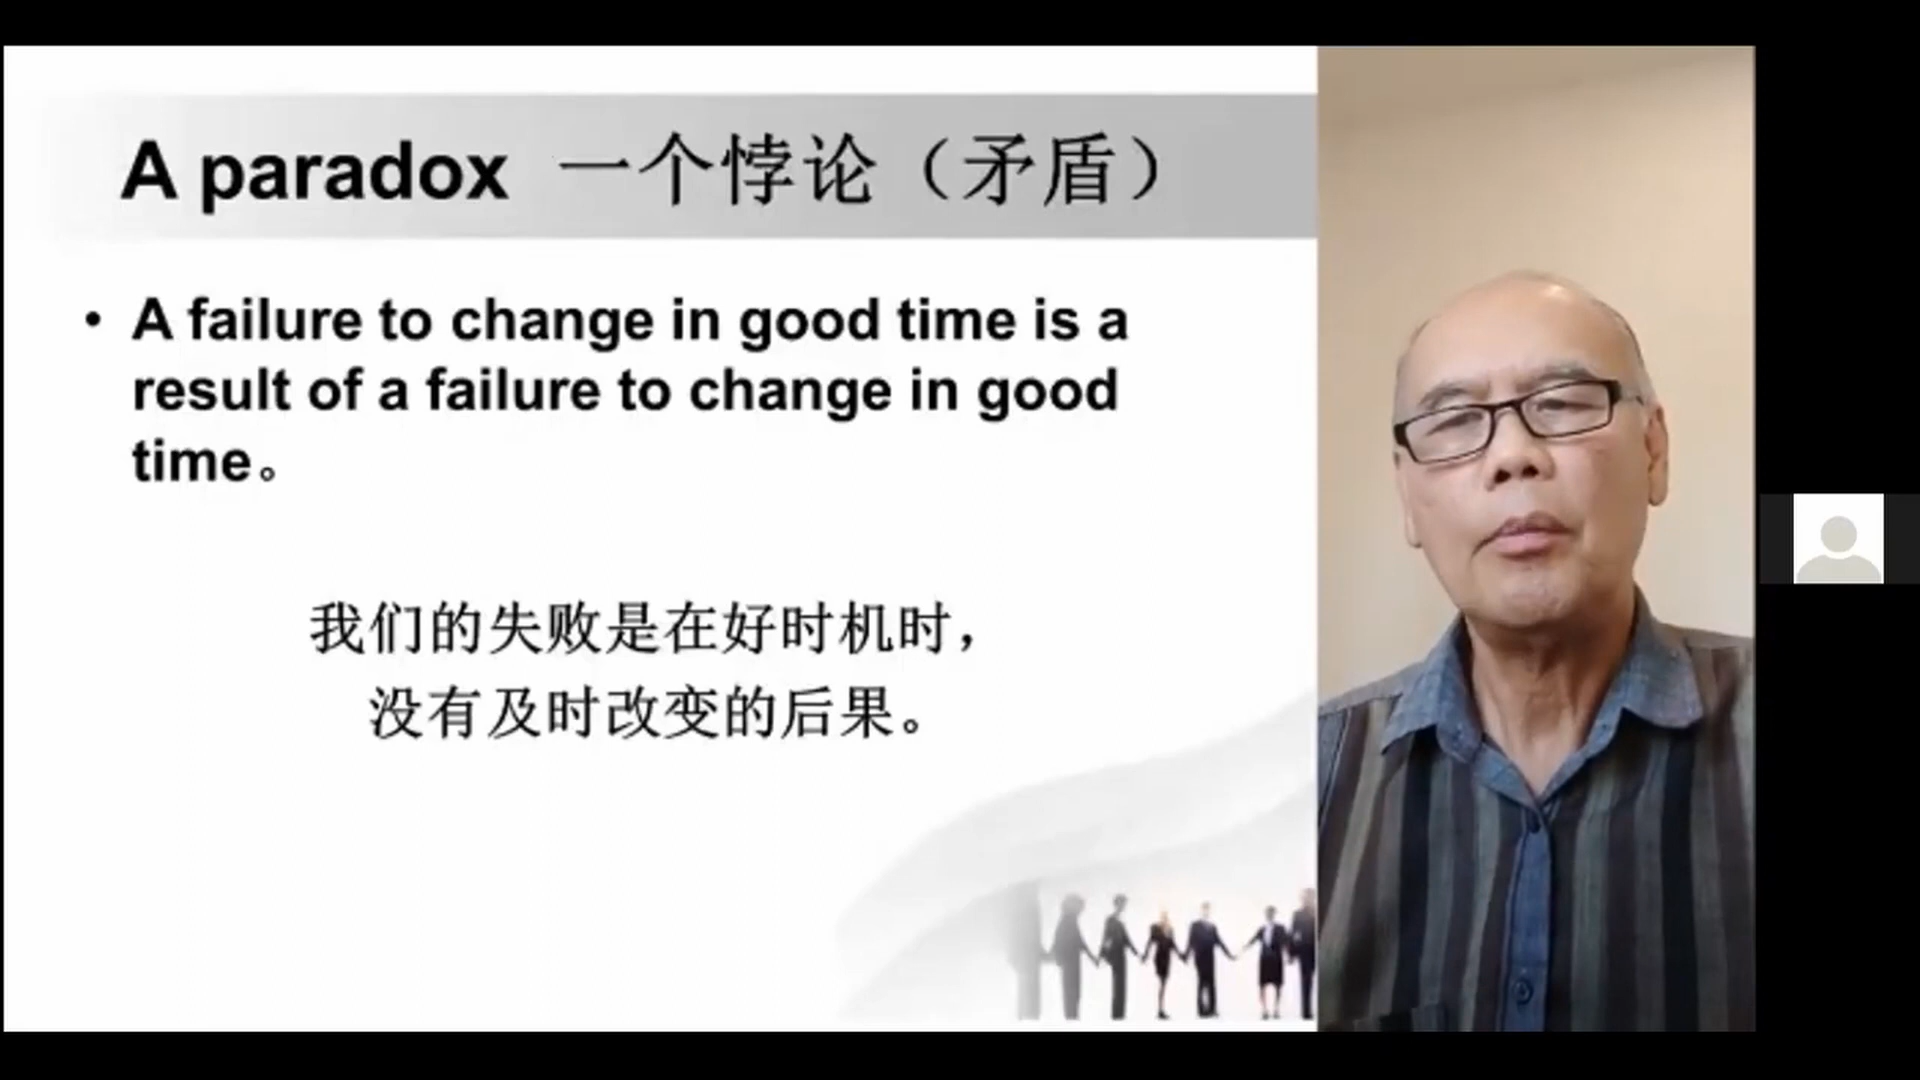 A paradox 一个悖论（矛盾）
• A failure to change in good time is a
result of a failure to change in good
time。
我们的失败是在好时机时，
没有及时改变的后果。